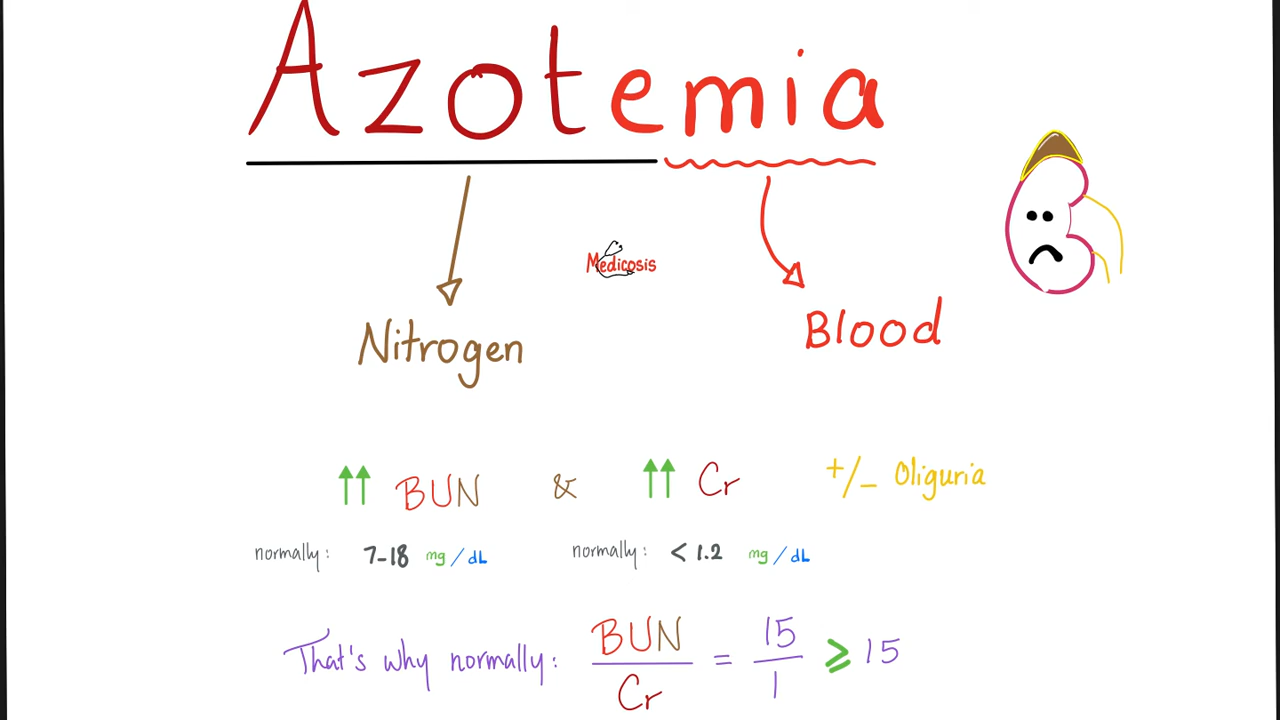 Azotemia
Medicosis
Nitrogen
Blood
↑↑ BUN & ↑↑ Cr +/- Oliguria
normally: 7-18 mg/dL normally: < 1.2 mg/dL
That's why normally: BUN/Cr = 15/1 ⩾ 15